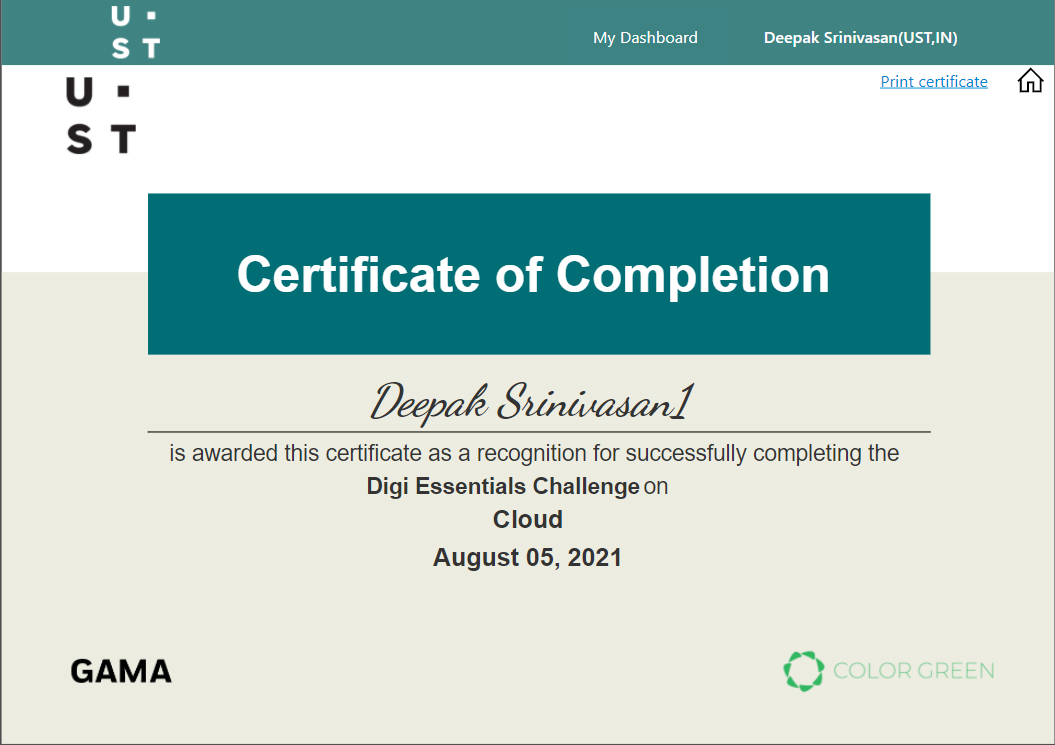 U ▪
S T
My Dashboard
Deepak Srinivasan(UST,IN)
Print certificate
U ▪
S T
Certificate of Completion
Deepak Srinivasan1
is awarded this certificate as a recognition for successfully completing the
Digi Essentials Challenge on
Cloud
August 05, 2021
GAMA
COLOR GREEN